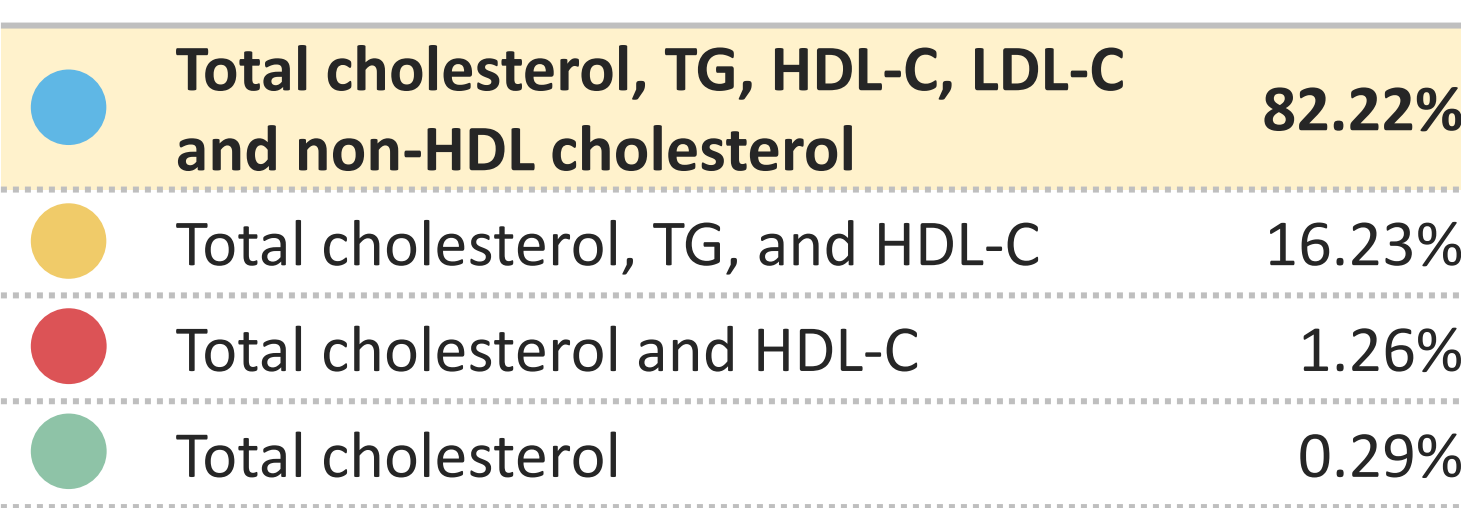 Total cholesterol, TG, HDL-C, LDL-C
and non-HDL cholesterol
82.22%
Total cholesterol, TG, and HDL-C 16.23%
Total cholesterol and HDL-C 1.26%
Total cholesterol 0.29%